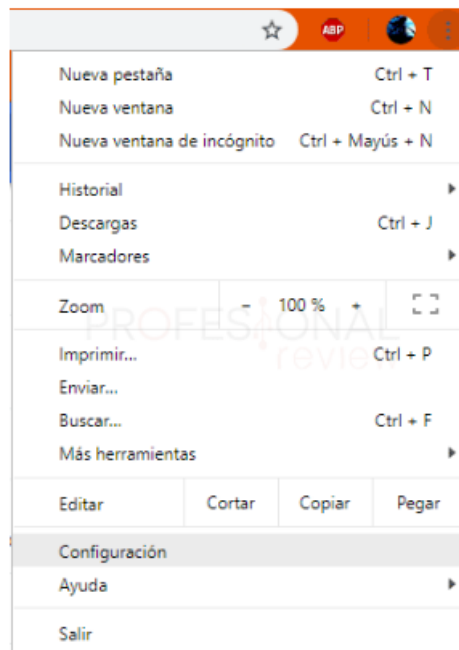 ABP
Nueva pestaña Ctrl + T
Nueva ventana Ctrl + N
Nueva ventana de incógnito Ctrl + Mayús + N
Historial
Descargas Ctrl + J
Marcadores
Zoom - 100 % +
PROFESIONAL
Imprimir... Ctrl + P
review
Enviar...
Buscar... Ctrl + F
Más herramientas
Editar Cortar Copiar Pegar
Configuración
Ayuda
Salir